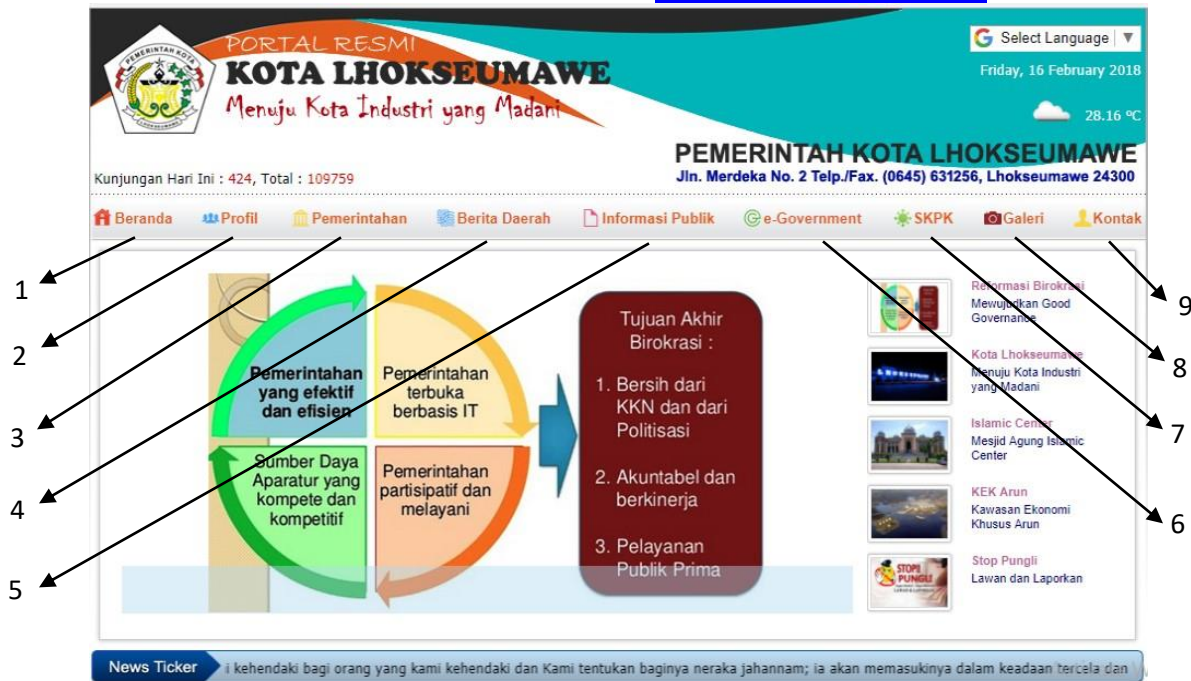 PEMERINTAH KOTA
LHOKSEUMAWE
PORTAL RESMI
KOTA LHOKSEUMAWE
Menuju Kota Industri yang Madani
Select Language
Friday, 16 February 2018
28.16 ºC
PEMERINTAH KOTA LHOKSEUMAWE
Jln. Merdeka No. 2 Telp./Fax. (0645) 631256, Lhokseumawe 24300
Kunjungan Hari Ini : 424, Total : 109759
Beranda Profil Pemerintahan Berita Daerah Informasi Publik e-Government SKPK Galeri Kontak
1
2
3
4
5
Pemerintahan
yang efektif
dan efisien
Pemerintahan
terbuka
berbasis IT
Sumber Daya
Aparatur yang
kompete dan
kompetitif
Pemerintahan
partisipatif dan
melayani
Tujuan Akhir
Birokrasi :
1. Bersih dari
KKN dan dari
Politisasi
2. Akuntabel dan
berkinerja
3. Pelayanan
Publik Prima
Reformasi Birokrasi
Mewujudkan Good
Governance
Kota Lhokseumawe
Menuju Kota Industri
yang Madani
Islamic Center
Mesjid Agung Islamic
Center
KEK Arun
Kawasan Ekonomi
Khusus Arun
STOP!!
PUNGLI
Stop Pungli
Lawan dan Laporkan
9
8
7
6
News Ticker
i kehendaki bagi orang yang kami kehendaki dan Kami tentukan baginya neraka jahannam; ia akan memasukinya dalam keadaan tercela dan